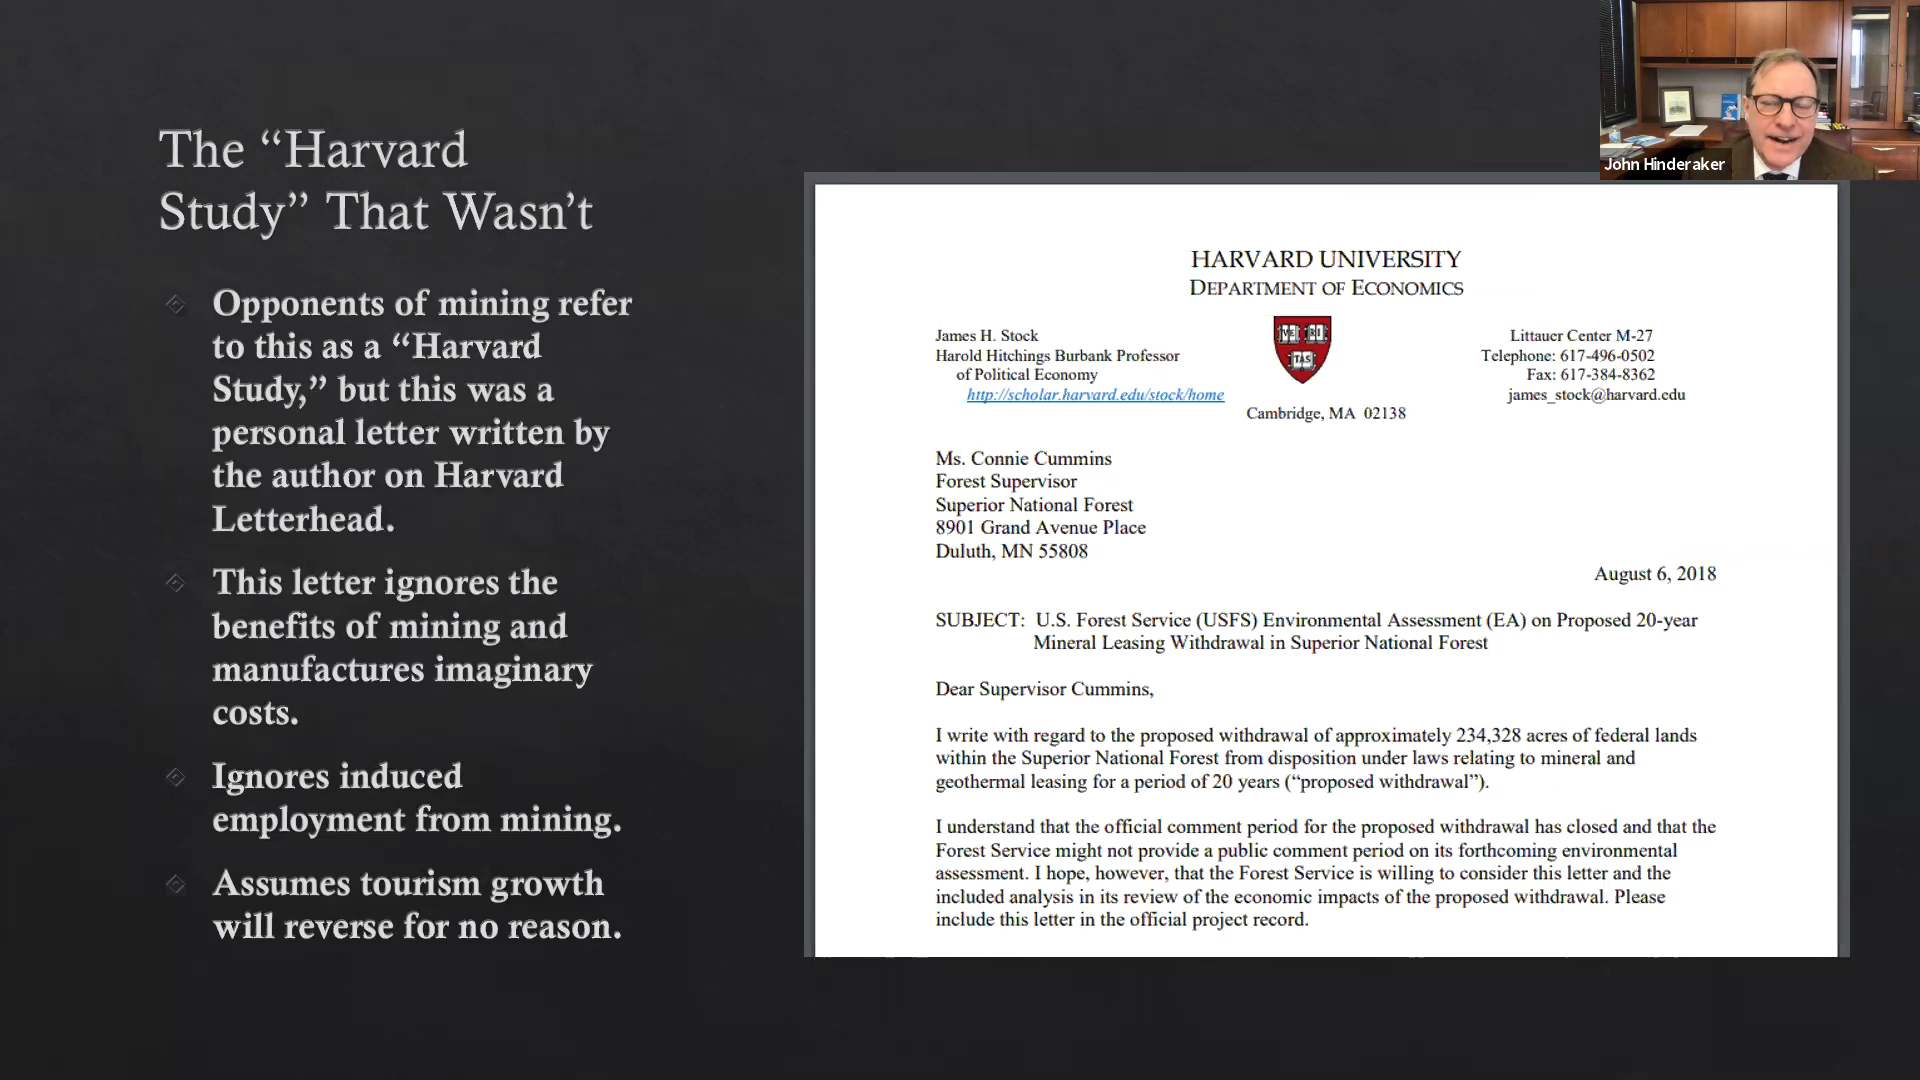 The “Harvard
Study” That Wasn’t
Opponents of mining refer
to this as a “Harvard
Study,” but this was a
personal letter written by
the author on Harvard
Letterhead.
This letter ignores the
benefits of mining and
manufactures imaginary
costs.
Ignores induced
employment from mining.
Assumes tourism growth
will reverse for no reason.
John Hinderaker
HARVARD UNIVERSITY
DEPARTMENT OF ECONOMICS
James H. Stock
Harold Hitchings Burbank Professor
of Political Economy
http://scholar.harvard.edu/stock/home
VE RI
TAS
Cambridge, MA 02138
Littauer Center M-27
Telephone: 617-496-0502
Fax: 617-384-8362
james_stock@harvard.edu
Ms. Connie Cummins
Forest Supervisor
Superior National Forest
8901 Grand Avenue Place
Duluth, MN 55808
August 6, 2018
SUBJECT: U.S. Forest Service (USFS) Environmental Assessment (EA) on Proposed 20-year
Mineral Leasing Withdrawal in Superior National Forest
Dear Supervisor Cummins,
I write with regard to the proposed withdrawal of approximately 234,328 acres of federal lands
within the Superior National Forest from disposition under laws relating to mineral and
geothermal leasing for a period of 20 years (“proposed withdrawal”).
I understand that the official comment period for the proposed withdrawal has closed and that the
Forest Service might not provide a public comment period on its forthcoming environmental
assessment. I hope, however, that the Forest Service is willing to consider this letter and the
included analysis in its review of the economic impacts of the proposed withdrawal. Please
include this letter in the official project record.